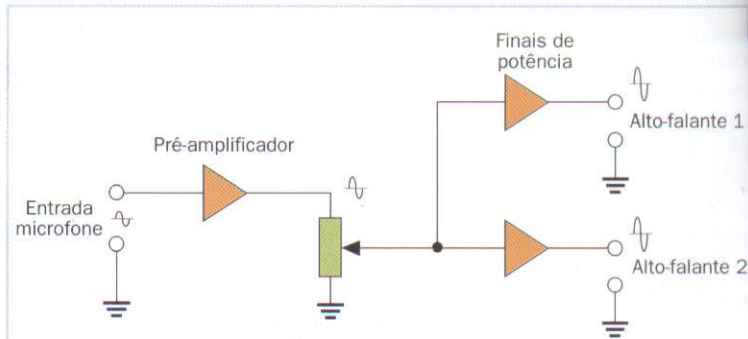 Finais de
potência
Alto-falante 1
Pré-amplificador
Entrada
microfone
Alto-falante 2